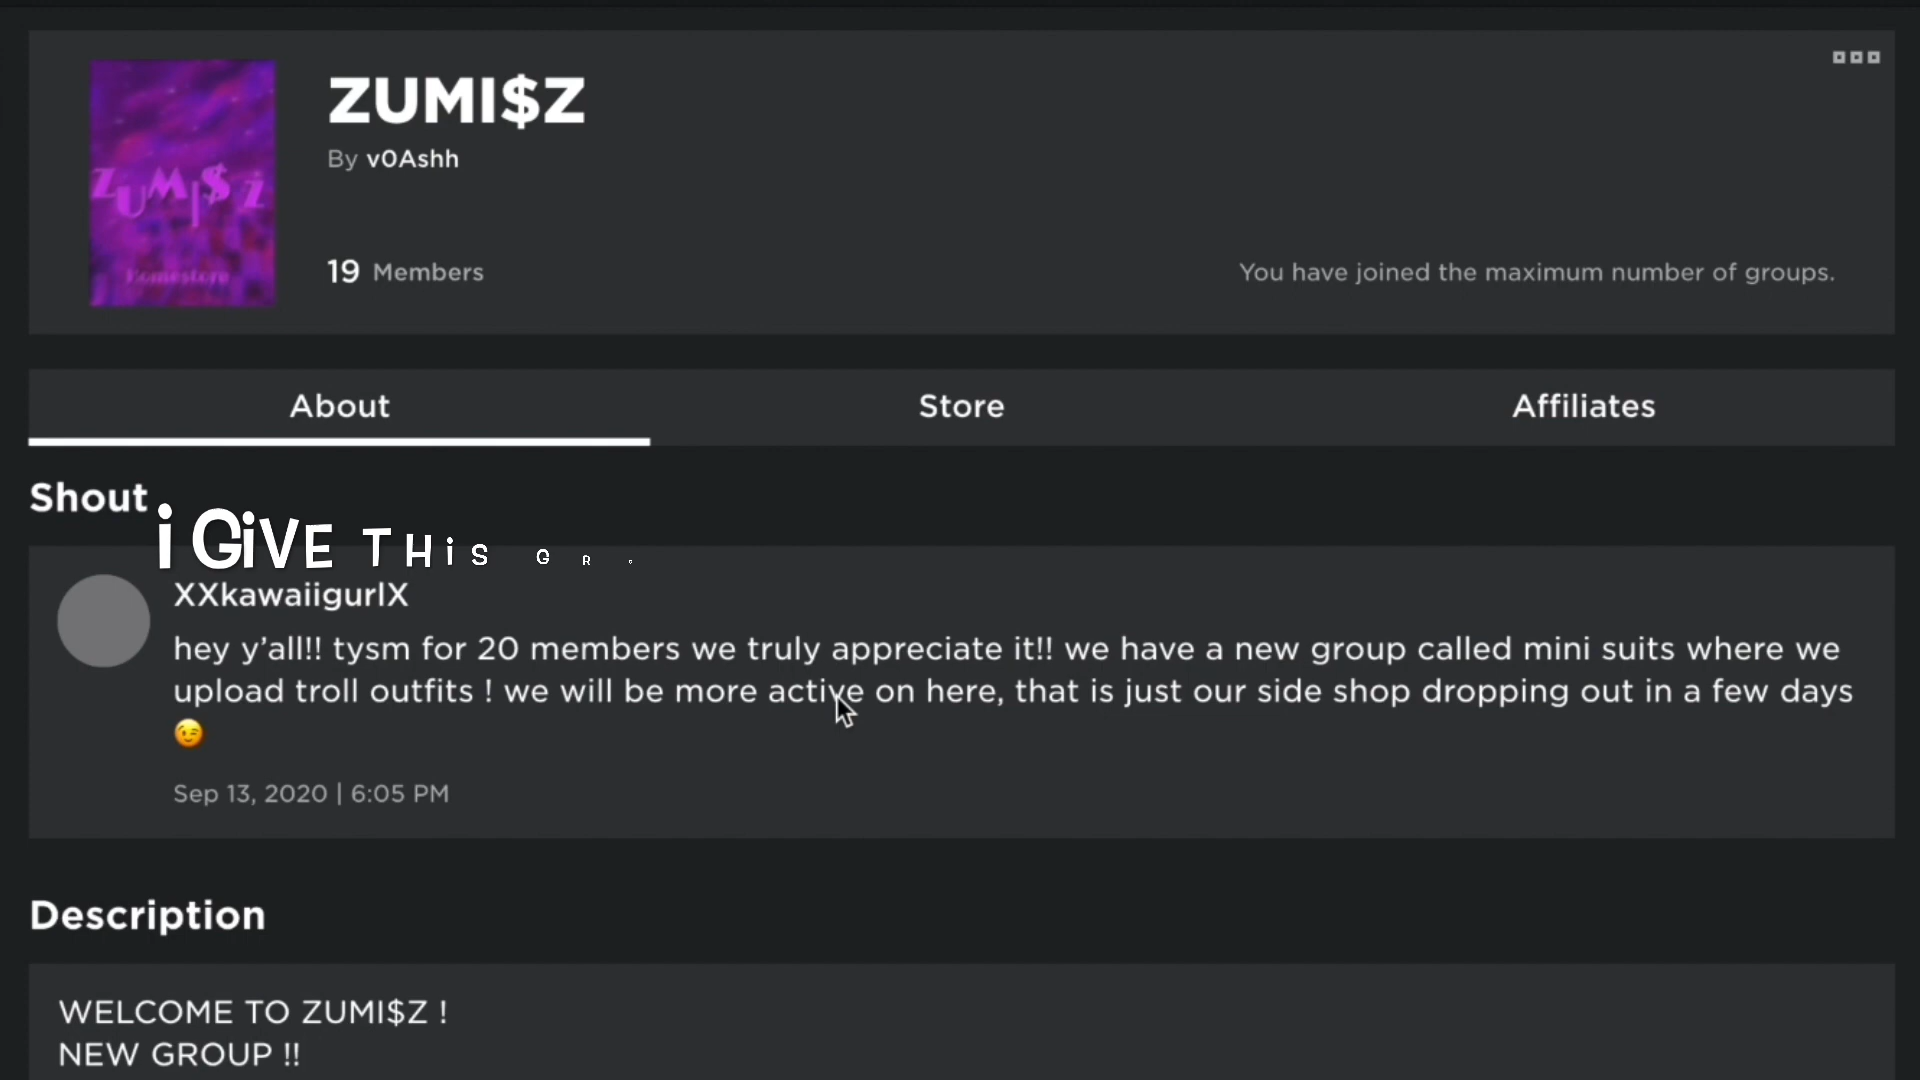 ZUMI$Z
By v0Ashh
ZUMI$Z
Homestore
19 Members
You have joined the maximum number of groups.
About
Store
Affiliates
Shout
i GiVE THiS GR
XXkawaiigurlX
hey y’all!! tysm for 20 members we truly appreciate it!! we have a new group called mini suits where we
upload troll outfits ! we will be more active on here, that is just our side shop dropping out in a few days
😉
Sep 13, 2020 | 6:05 PM
Description
WELCOME TO ZUMI$Z !
NEW GROUP !!